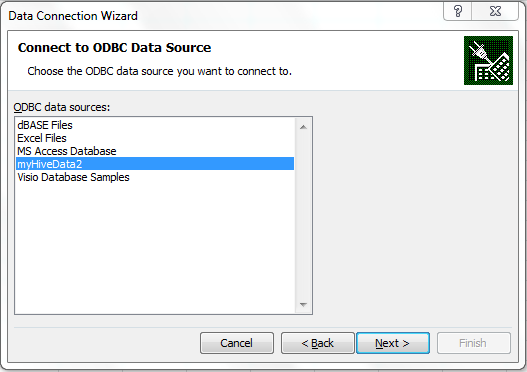 Data Connection Wizard
Connect to ODBC Data Source
Choose the ODBC data source you want to connect to.
ODBC data sources:
dBASE Files
Excel Files
MS Access Database
myHiveData2
Visio Database Samples
Cancel
< Back
Next >
Finish